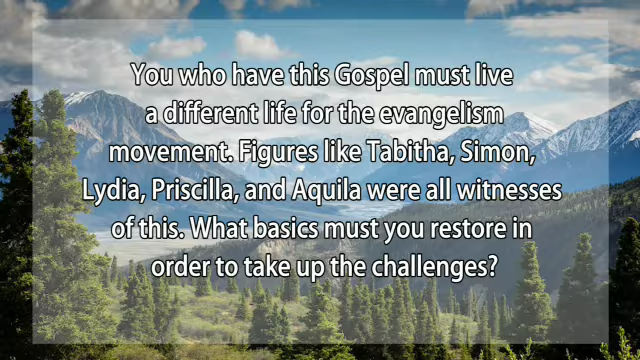 You who have this Gospel must live
a different life for the evangelism
movement. Figures like Tabitha, Simon,
Lydia, Priscilla, and Aquila were all witnesses
of this. What basics must you restore in
order to take up the challenges?